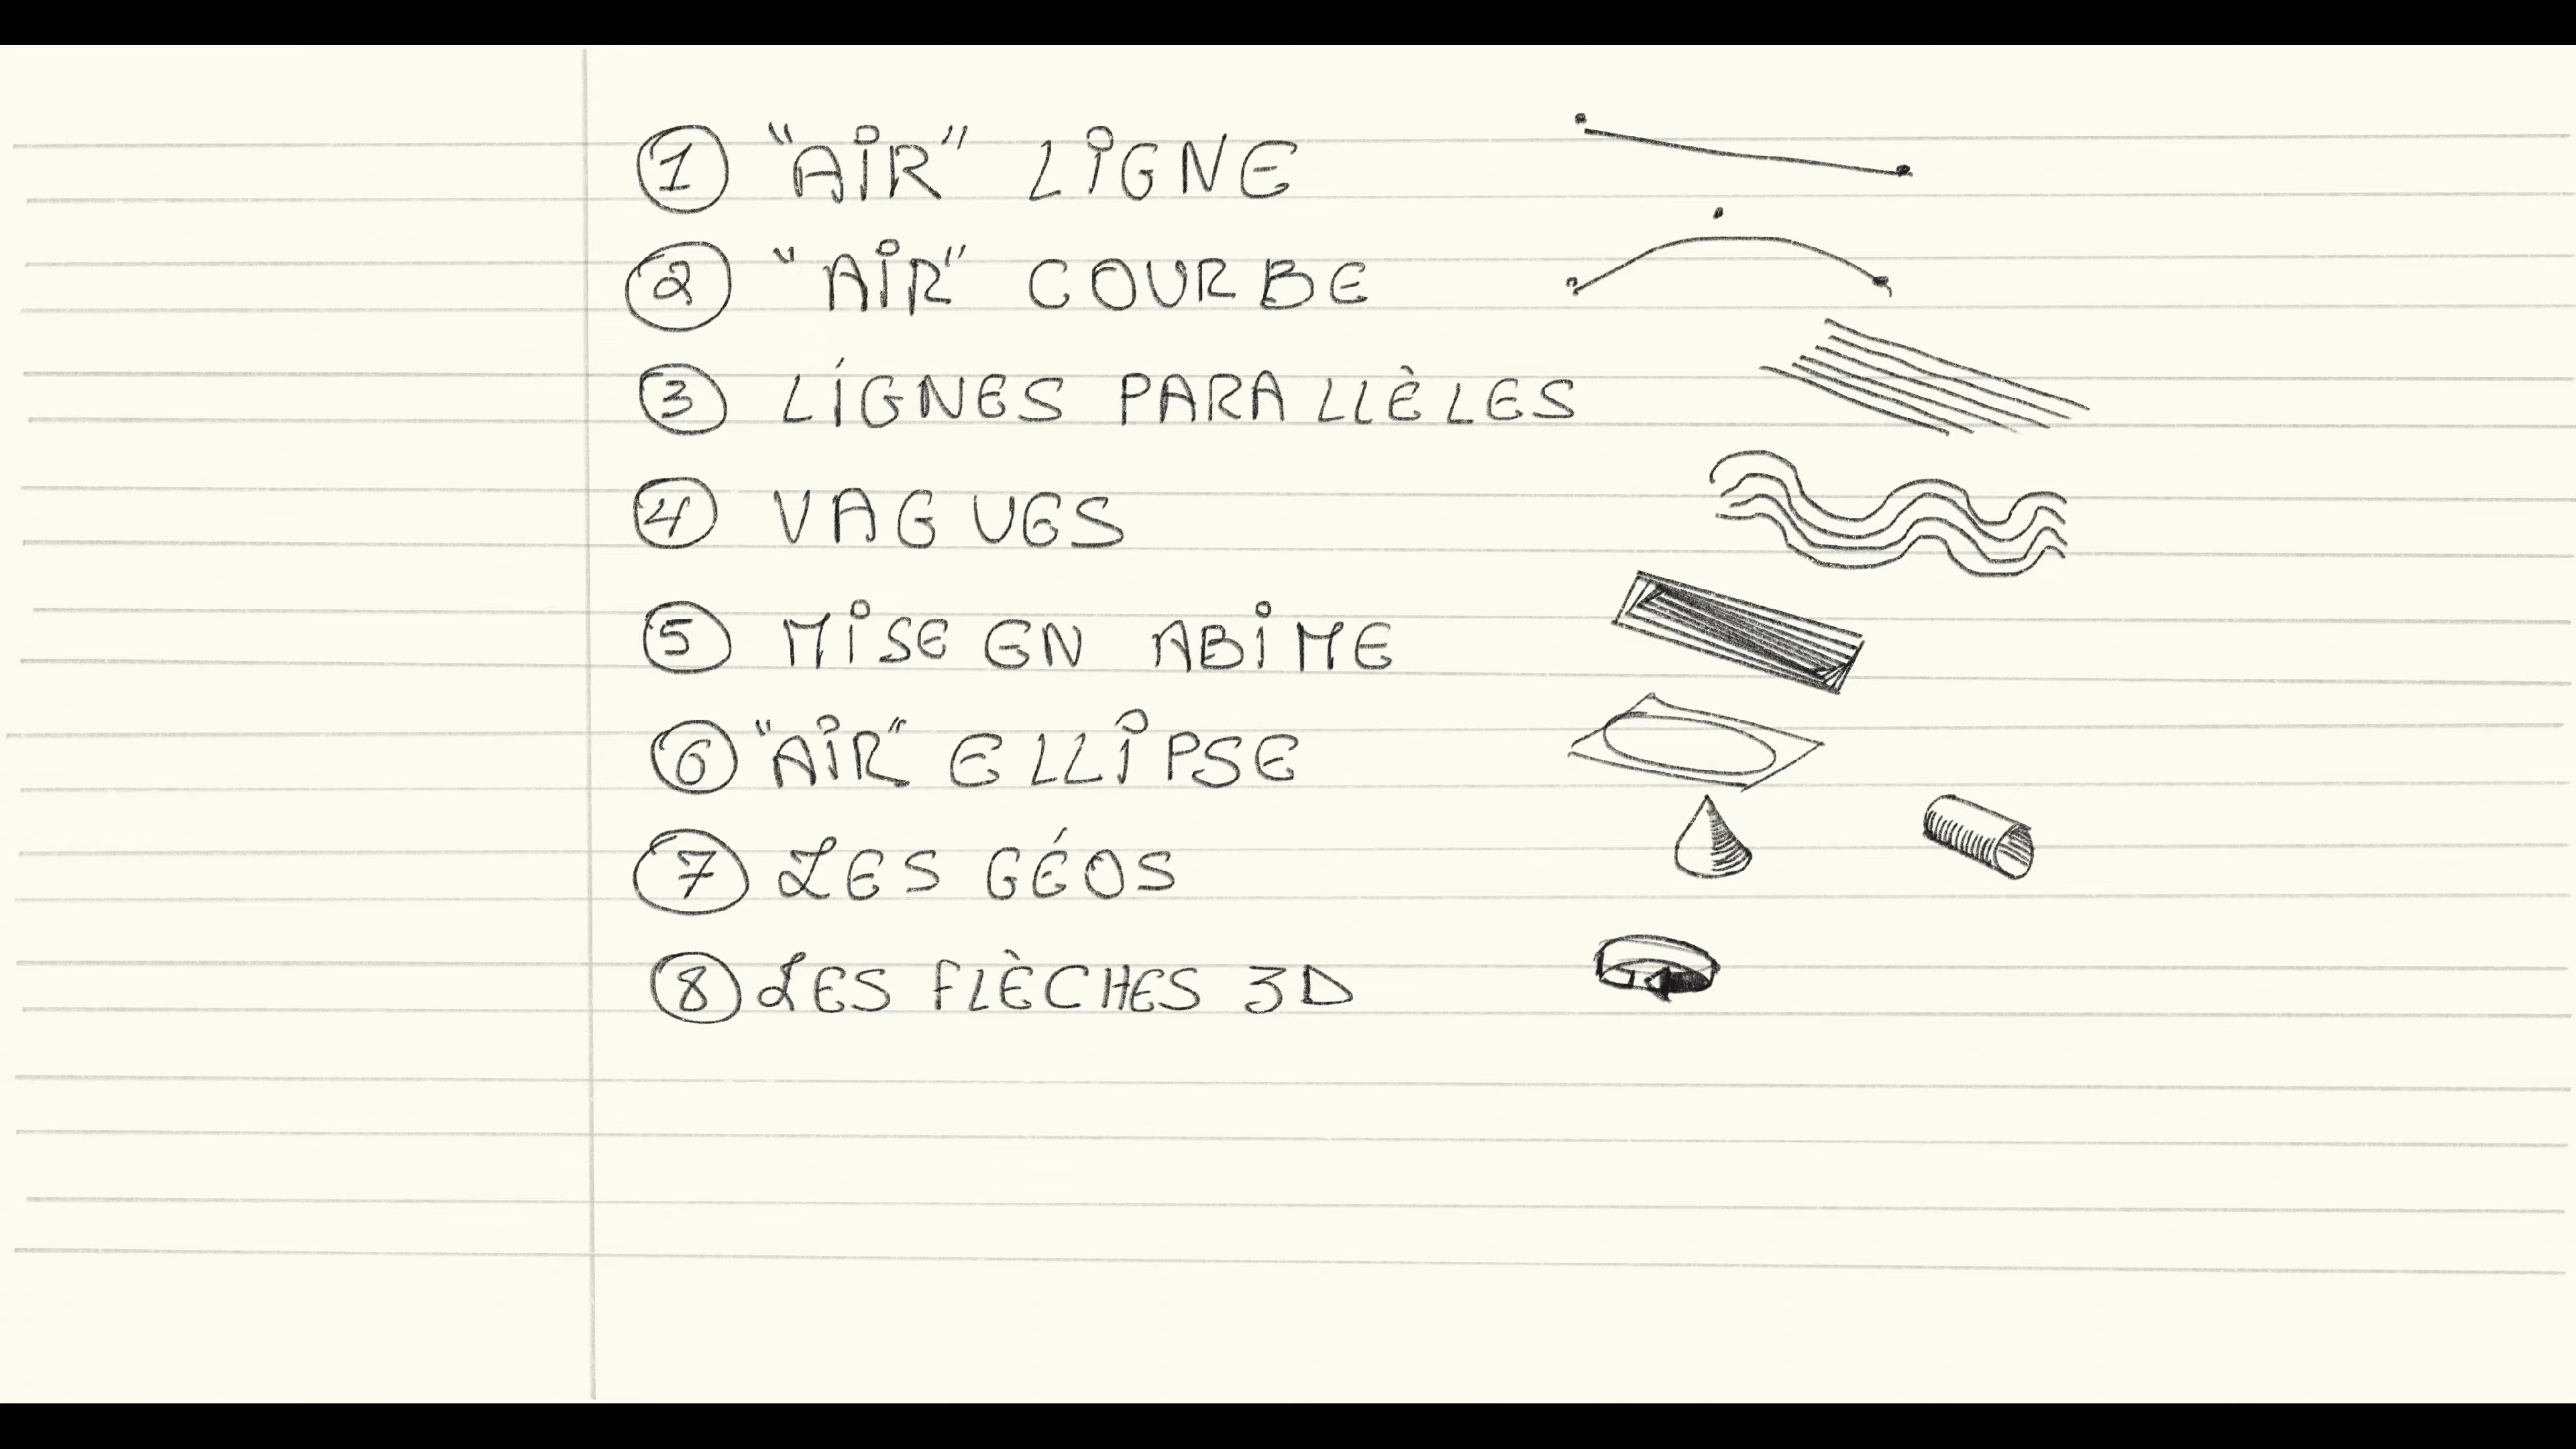 1 "AIR" LIGNE
2 "AIR" COURBE
3 LIGNES PARALLÈLES
4 VAGUES
5 MISE EN ABIME
6 "AIR" ELLIPSE
7 LES GÉOS
8 LES FLÈCHES 3D